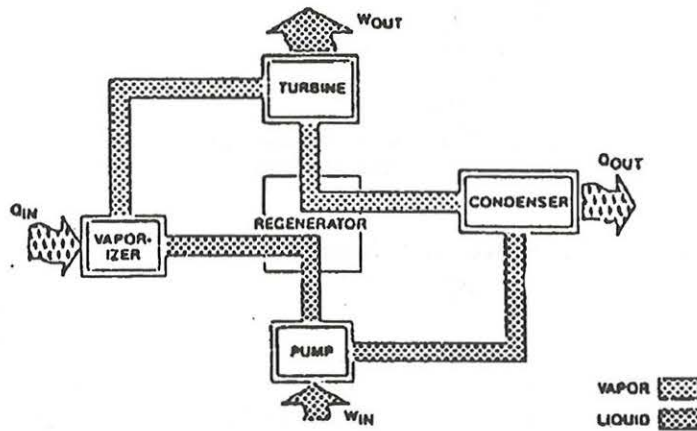 WOUT
TURBINE
QOUT
CONDENSER
QIN
REGENERATOR
VAPOR-
IZER
PUMP
WIN
VAPOR
LIQUID